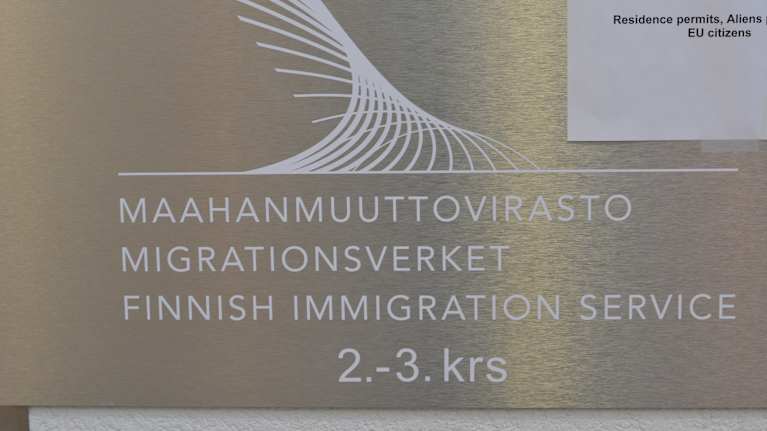 Residence permits, Aliens
EU citizens
MAAHANMUUTTOVIRASTO
MIGRATIONSVERKET
FINNISH IMMIGRATION SERVICE
2.-3. krs